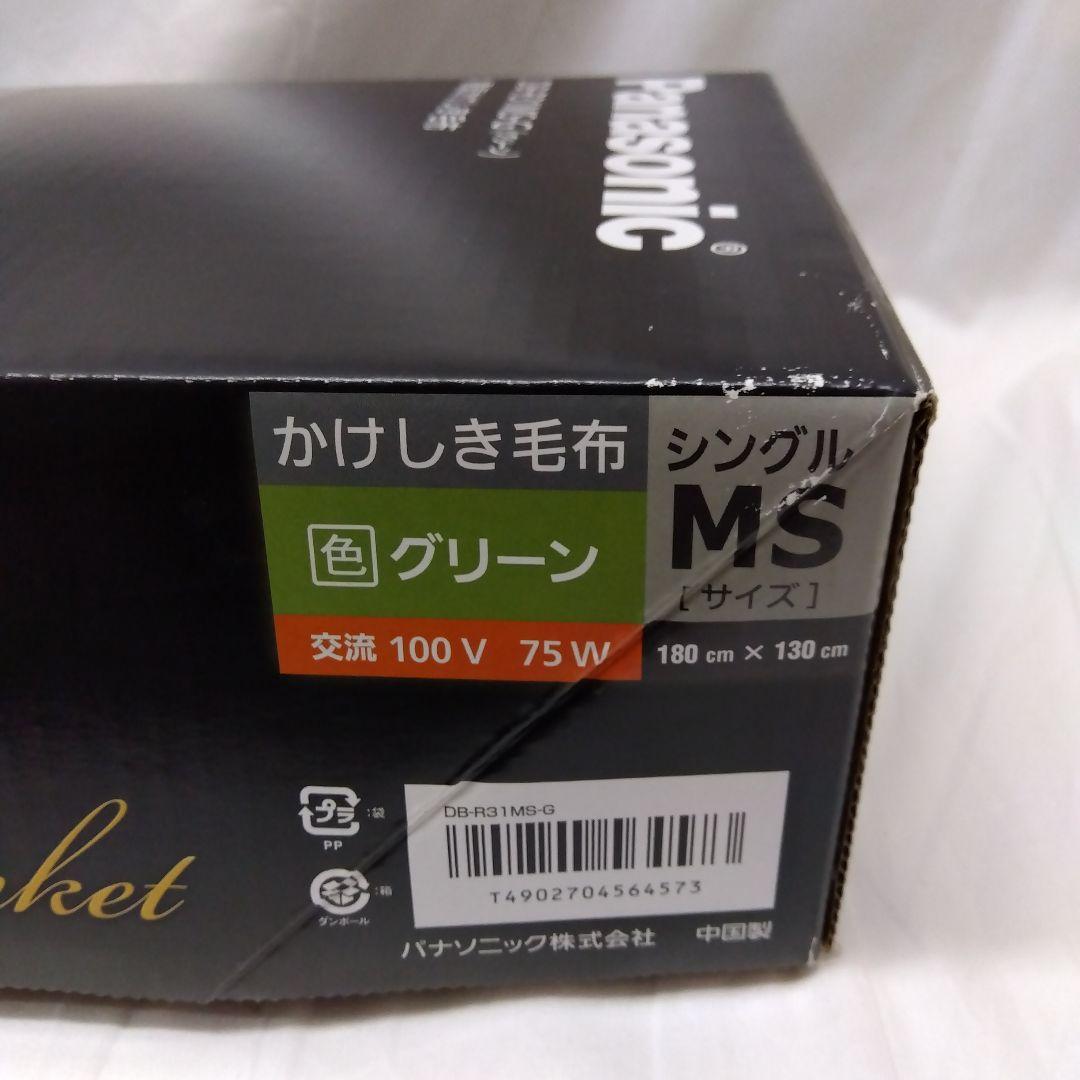 Panasonic®
かけしき毛布
シングル
MS
[サイズ]
色 グリーン
交流 100 V 75 W
180 cm × 130 cm
プラ :袋
PP
:箱
ダンボール
DB-R31MS-G
T4902704564573
パナソニック株式会社 中国製
ket